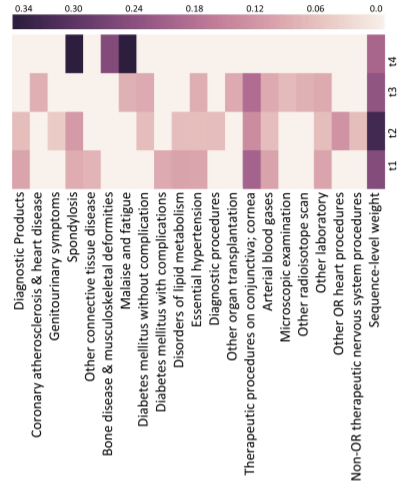 0.34 0.30 0.24 0.18 0.12 0.06 0.0
t4
t3
t2
t1
Diagnostic Products
Coronary atherosclerosis & heart disease
Genitourinary symptoms
Spondylosis
Other connective tissue disease
Bone disease & musculoskeletal deformities
Malaise and fatigue
Diabetes mellitus without complication
Diabetes mellitus with complications
Disorders of lipid metabolism
Essential hypertension
Diagnostic procedures
Other organ transplantation
Therapeutic procedures on conjunctiva; cornea
Arterial blood gases
Microscopic examination
Other radioisotope scan
Other laboratory
Other OR heart procedures
Non-OR therapeutic nervous system procedures
Sequence-level weight